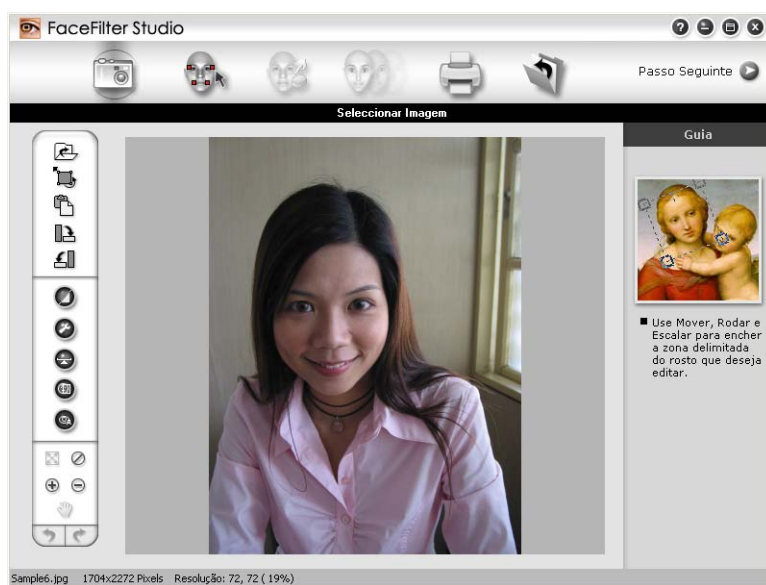 FaceFilter Studio
Passo Seguinte
Seleccionar Imagem
Guia
Use Mover, Rodar e
Escalar para encher
a zona delimitada
do rosto que deseja
editar.
Sample6.jpg 1704x2272 Pixels Resolução: 72, 72 ( 19%)